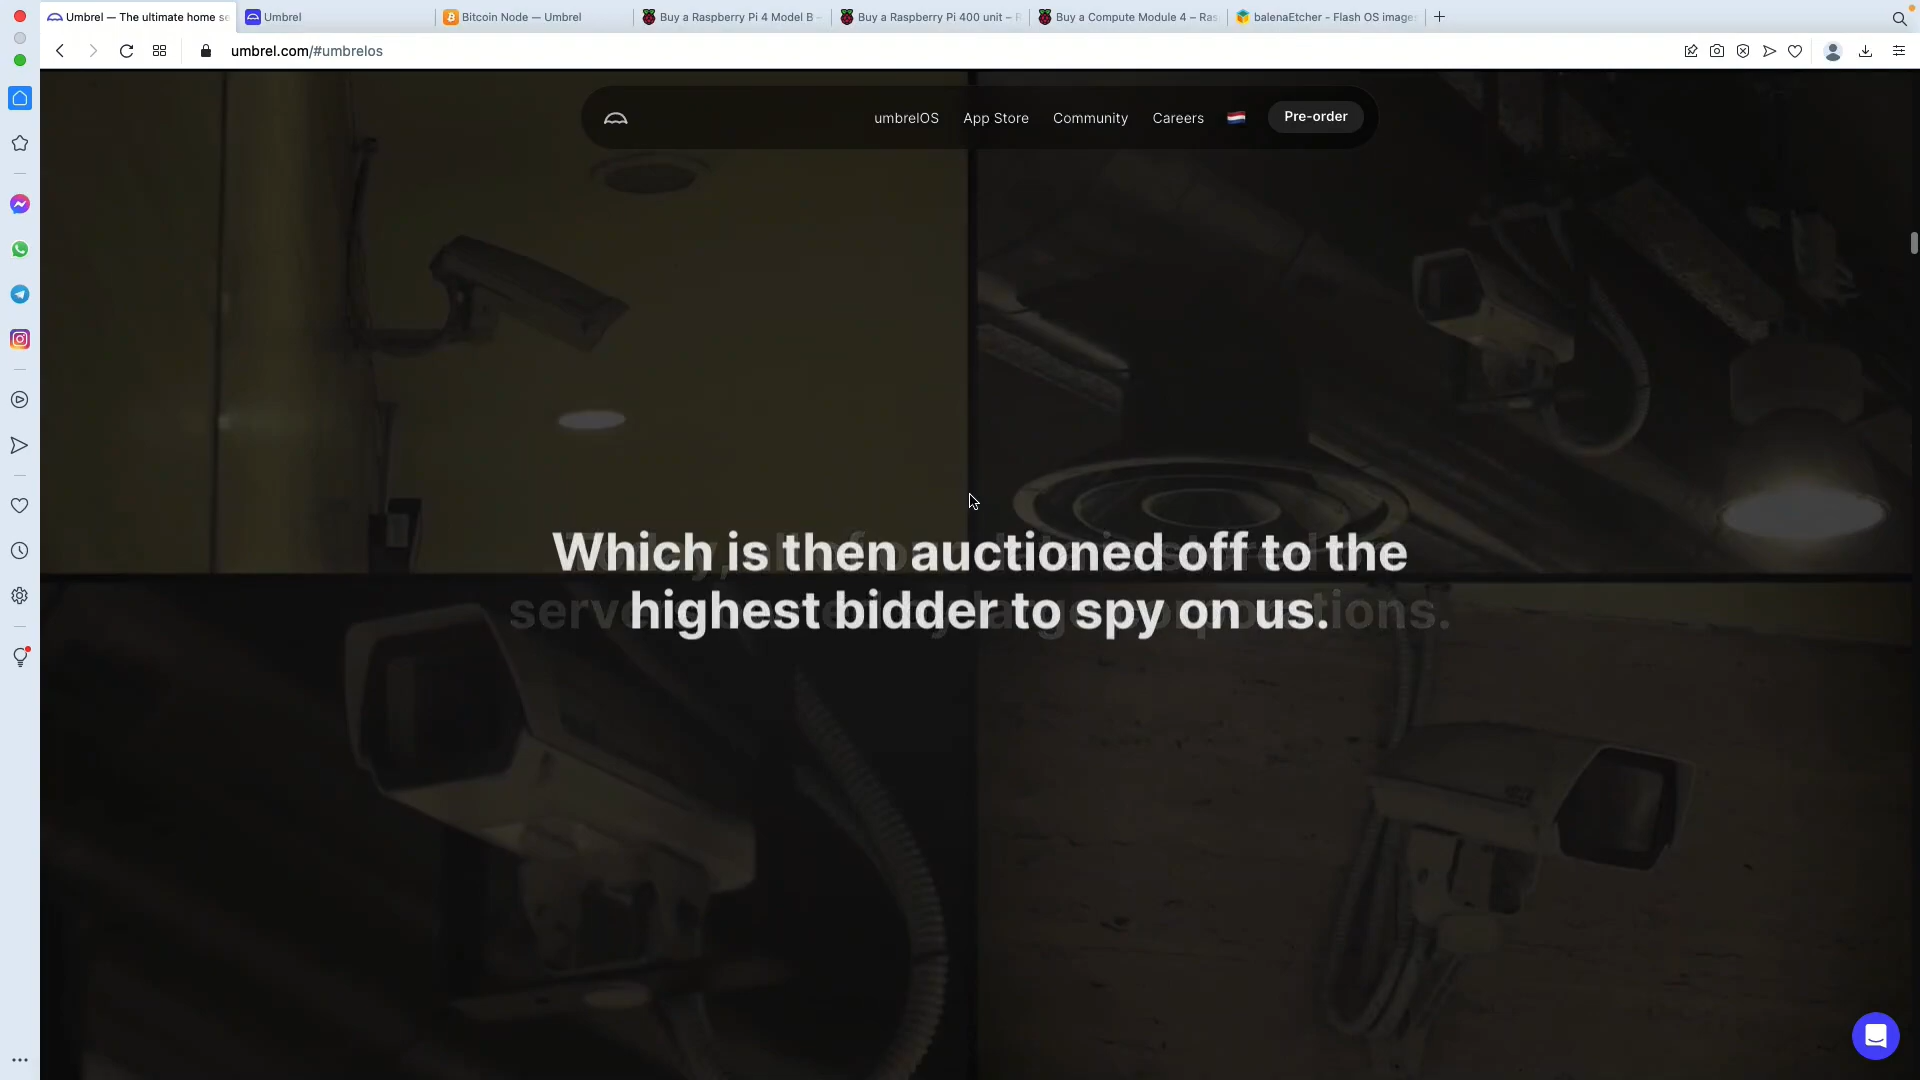 Umbrel — The ultimate home se
Umbrel
Bitcoin Node — Umbrel
Buy a Raspberry Pi 4 Model B –
Buy a Raspberry Pi 400 unit – R
Buy a Compute Module 4 – Ras
balenaEtcher - Flash OS images
umbrel.com/#umbrelos
umbrelOS
App Store
Community
Careers
Pre-order
Which is then auctioned off to the
highest bidder to spy on us.